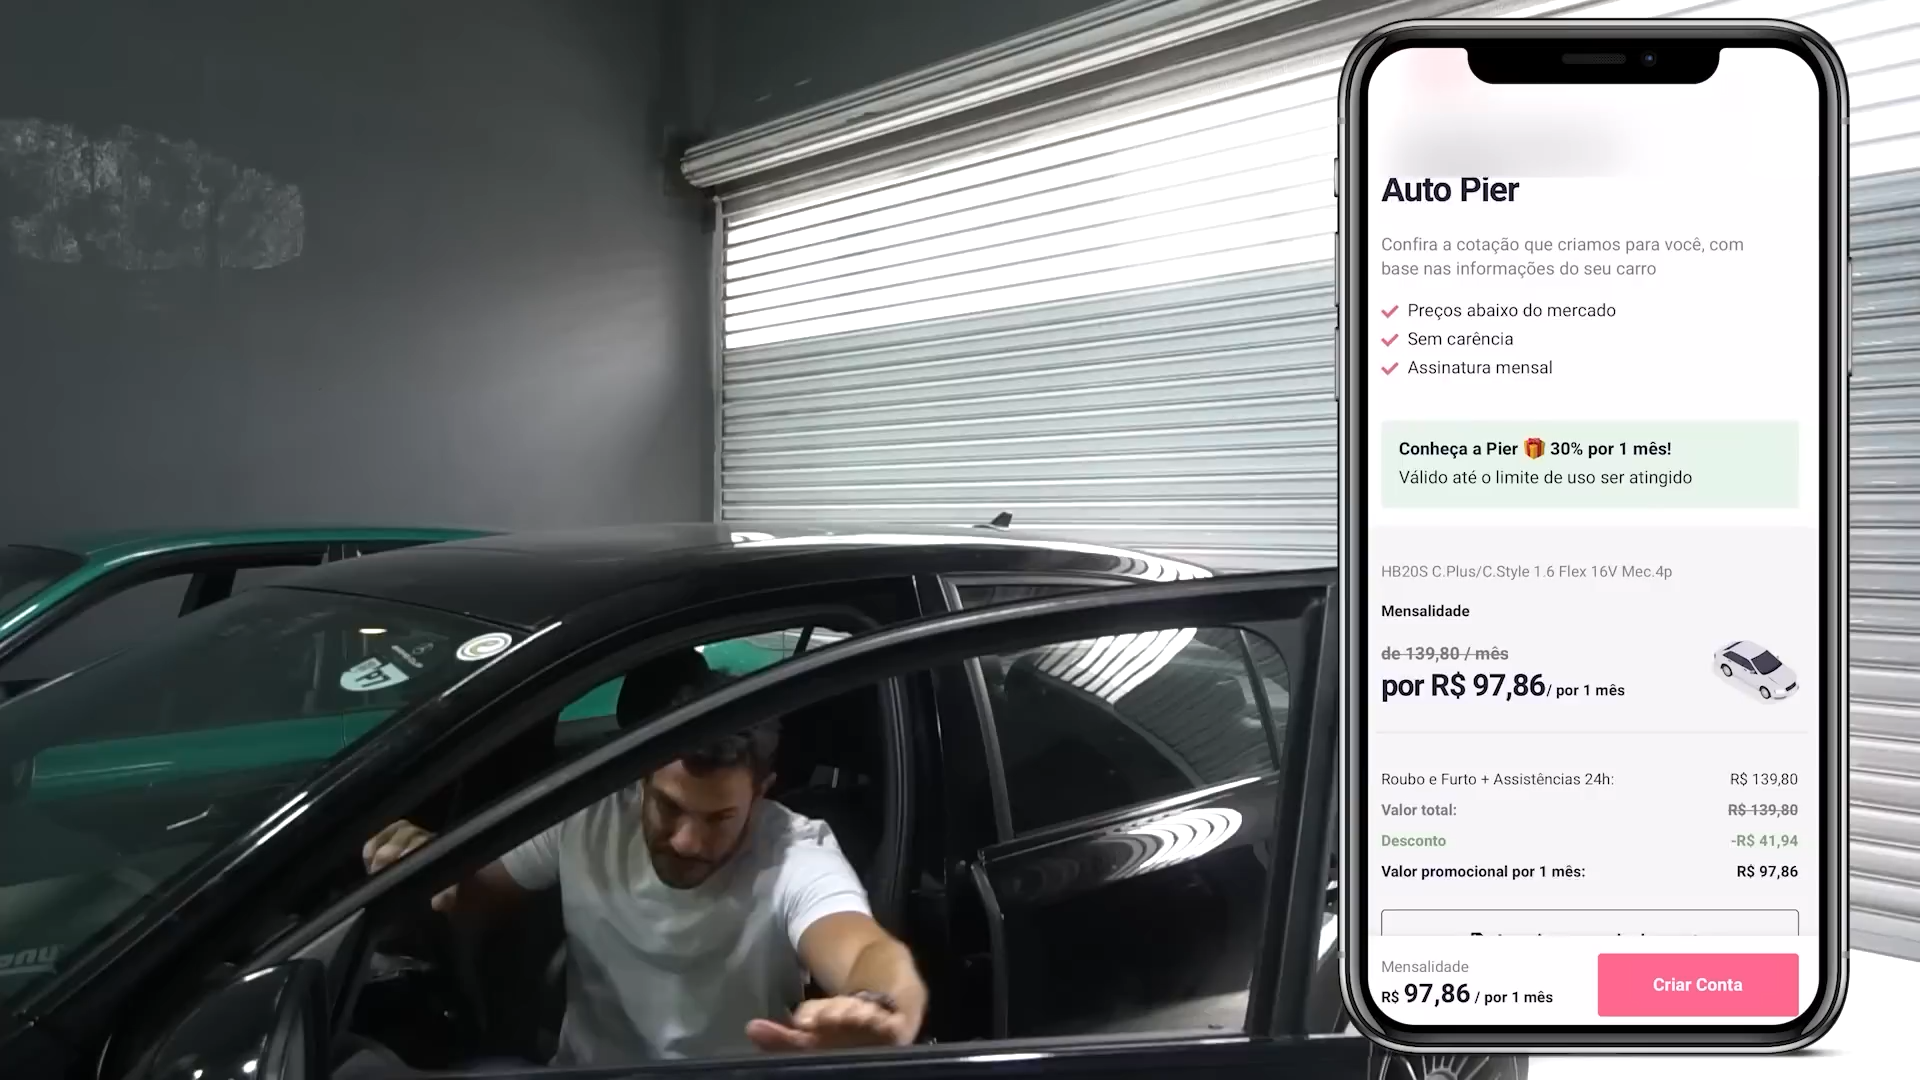 Auto Pier
Confira a cotação que criamos para você, com
base nas informações do seu carro
Preços abaixo do mercado
Sem carência
Assinatura mensal
Conheça a Pier 🎁 30% por 1 mês!
Válido até o limite de uso ser atingido
HB20S C.Plus/C.Style 1.6 Flex 16V Mec.4p
Mensalidade
de 139,80 / mês
por R$ 97,86/ por 1 mês
Roubo e Furto + Assistências 24h: R$ 139,80
Valor total: R$ 139,80
Desconto -R$ 41,94
Valor promocional por 1 mês: R$ 97,86
Mensalidade
R$ 97,86 / por 1 mês
Criar Conta